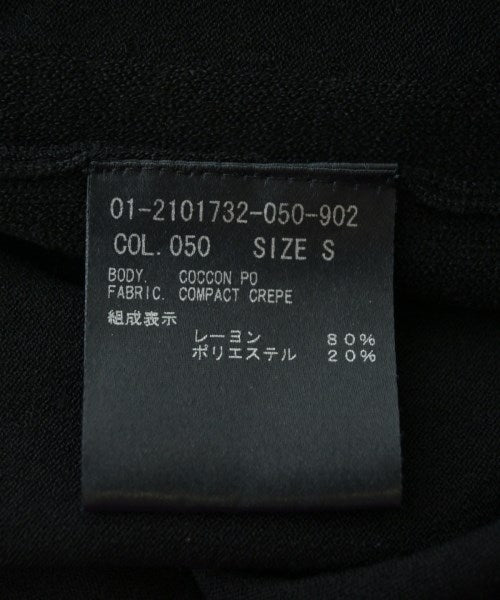 01-2101732-050-902
COL.050 SIZE S
BODY. COCCON PO
FABRIC. COMPACT CREPE
組成表示
レーヨン 80%
ポリエステル 20%